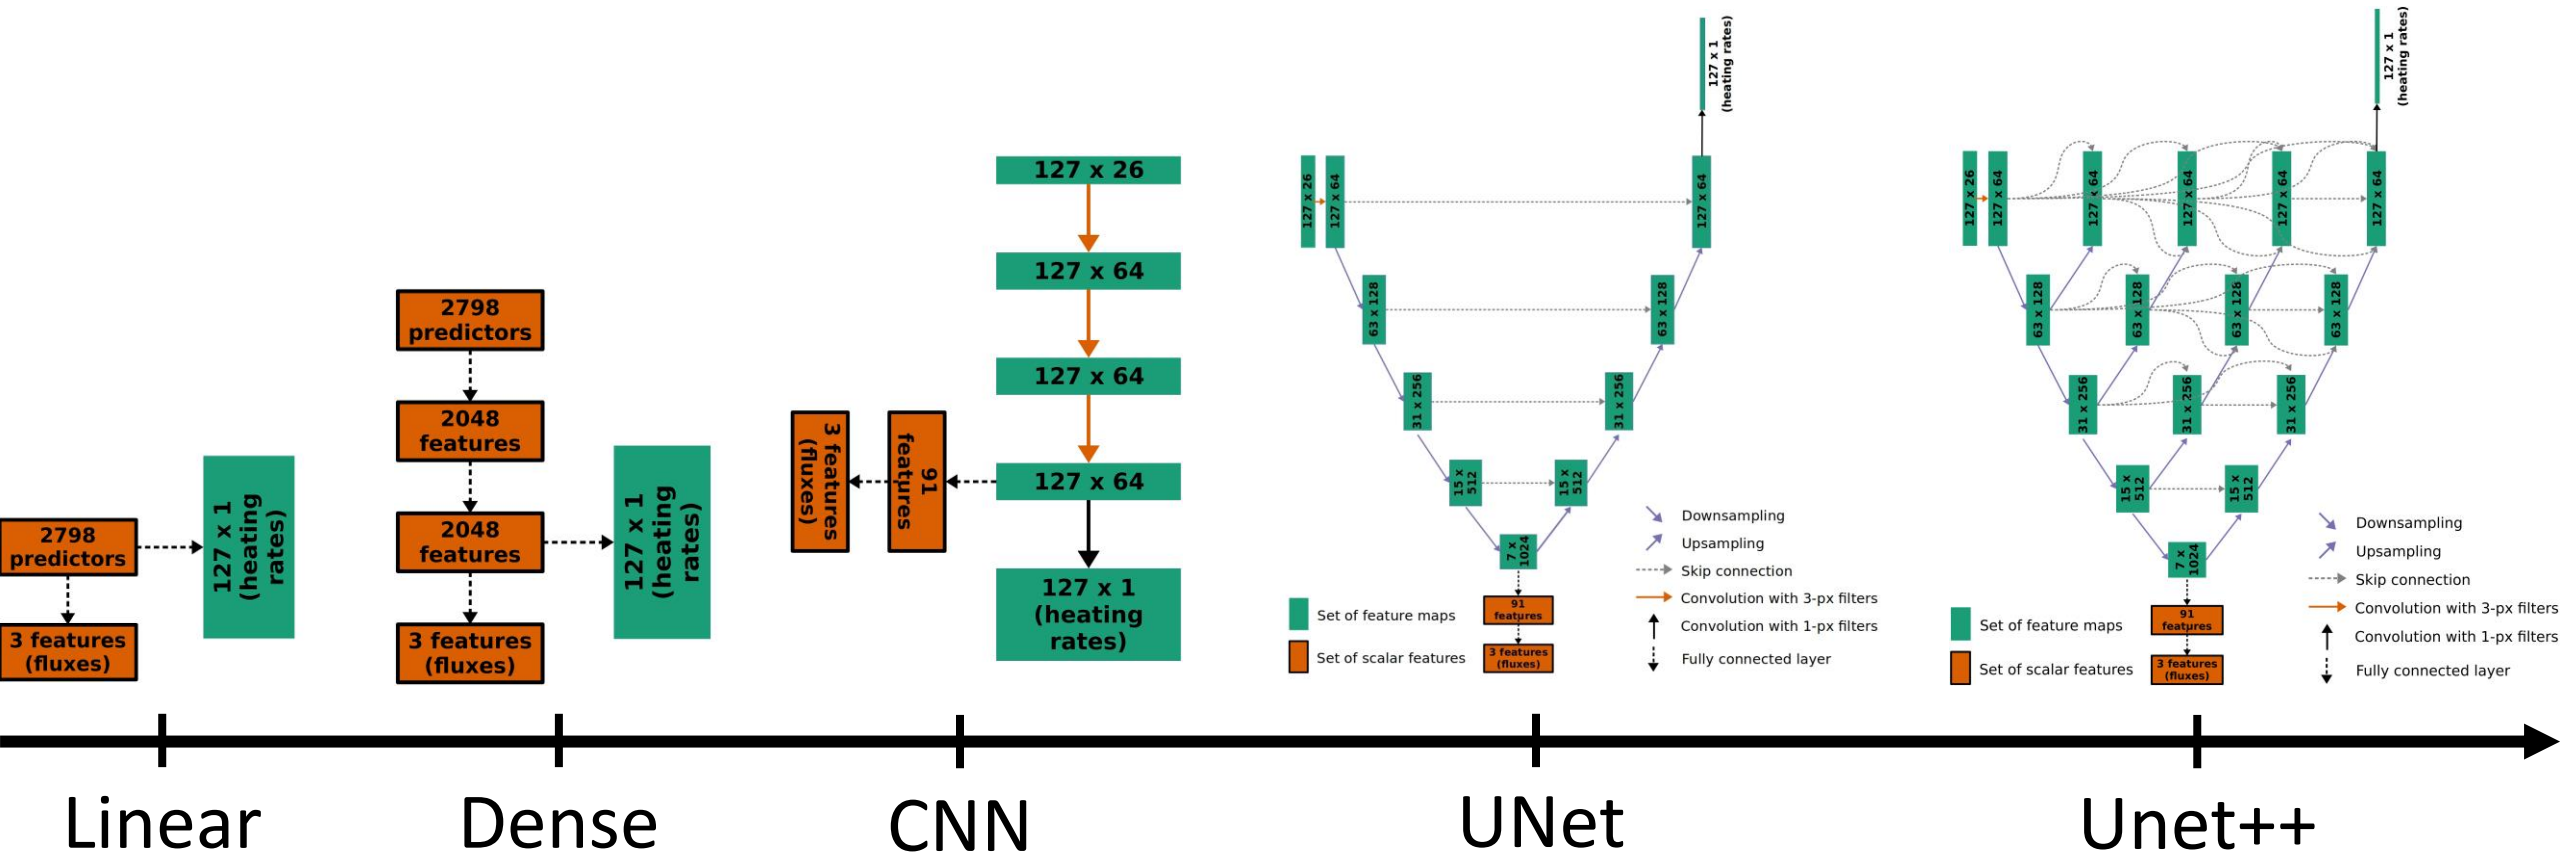 2798
predictors
3 features
(fluxes)
127 x 1
(heating
rates)
2798
predictors
2048
features
2048
features
3 features
(fluxes)
127 x 1
(heating
rates)
127 x 26
127 x 64
127 x 64
127 x 64
127 x 1
(heating
rates)
91
features
3 features
(fluxes)
127 x 1
(heating rates)
127 x 26
127 x 64
127 x 64
63 x 128
63 x 128
31 x 256
31 x 256
15 x
512
15 x
512
7 x
1024
91
features
3 features
(fluxes)
Set of feature maps
Set of scalar features
Downsampling
Upsampling
Skip connection
Convolution with 3-px filters
Convolution with 1-px filters
Fully connected layer
127 x 1
(heating rates)
127 x 26
127 x 64
127 x 64
127 x 64
127 x 64
127 x 64
63 x 128
63 x 128
63 x 128
63 x 128
31 x 256
31 x 256
31 x 256
15 x
512
15 x
512
7 x
1024
91
features
3 features
(fluxes)
Set of feature maps
Set of scalar features
Downsampling
Upsampling
Skip connection
Convolution with 3-px filters
Convolution with 1-px filters
Fully connected layer
Linear
Dense
CNN
UNet
Unet++